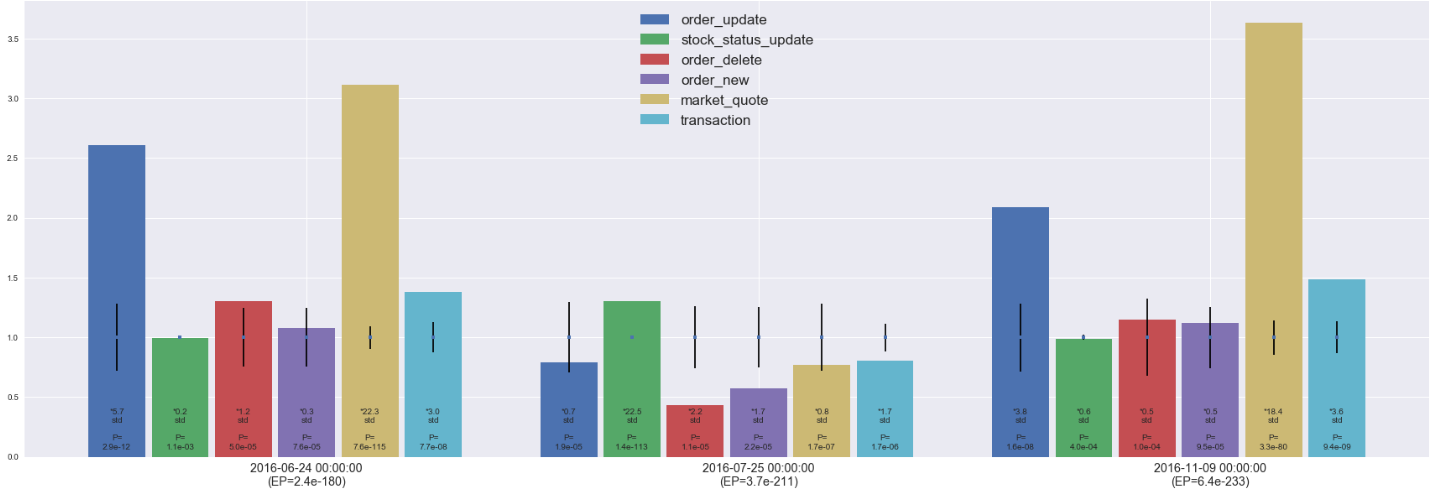 order_update
stock_status_update
order_delete
order_new
market_quote
transaction
3.5
3.0
2.5
2.0
1.5
1.0
0.5
0.0
*5.7 *0.2 *1.2 *0.3 *22.3 *3.0 *0.7 *22.5 *2.2 *1.7 *0.8 *1.7 *3.8 *0.6 *0.5 *0.5 *18.4 *3.6
std std std std std std std std std std std std std std std std std std
P= P= P= P= P= P= P= P= P= P= P= P= P= P= P= P= P= P=
2.9e-12 1.1e-03 5.0e-05 7.6e-05 7.6e-115 7.7e-08 1.9e-05 1.4e-113 1.1e-05 2.2e-05 1.7e-07 1.7e-06 1.6e-08 4.0e-04 1.0e-04 9.5e-05 3.3e-80 9.4e-09
2016-06-24 00:00:00 2016-07-25 00:00:00 2016-11-09 00:00:00
(EP=2.4e-180) (EP=3.7e-211) (EP=6.4e-233)